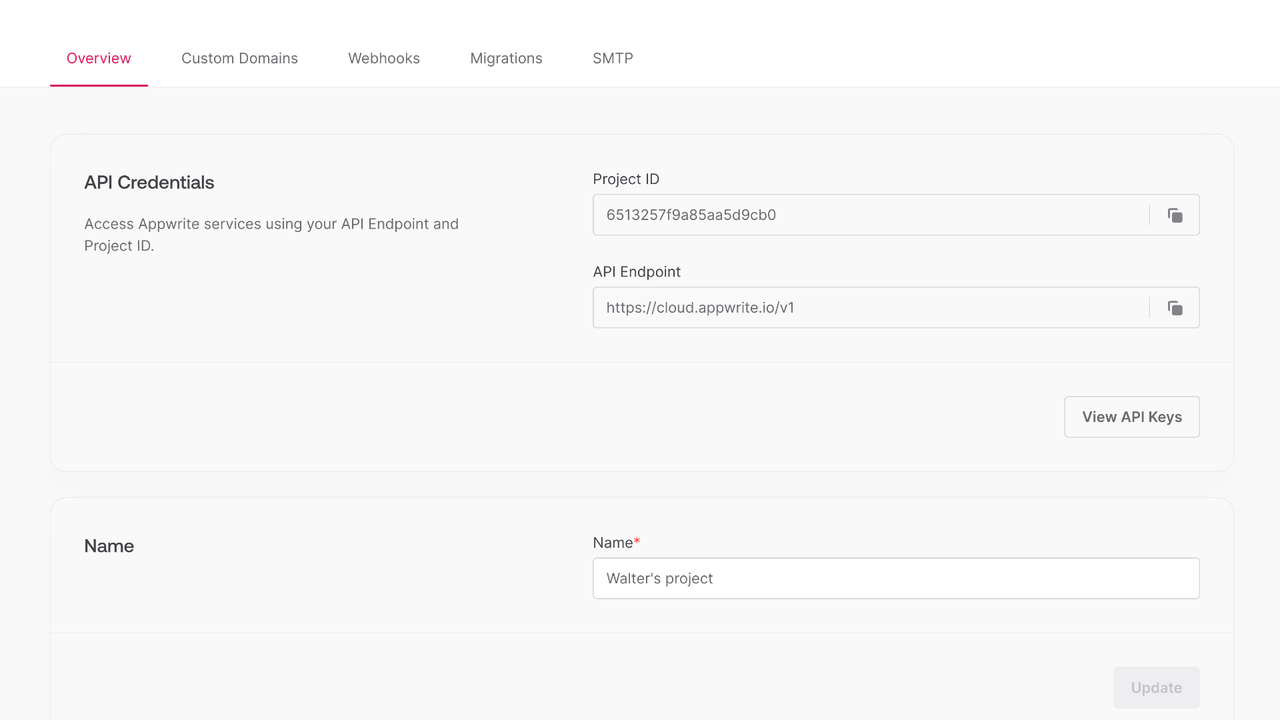 Overview Custom Domains Webhooks Migrations SMTP
API Credentials
Access Appwrite services using your API Endpoint and
Project ID.
Project ID
6513257f9a85aa5d9cb0
API Endpoint
https://cloud.appwrite.io/v1
View API Keys
Name
Name*
Walter's project
Update